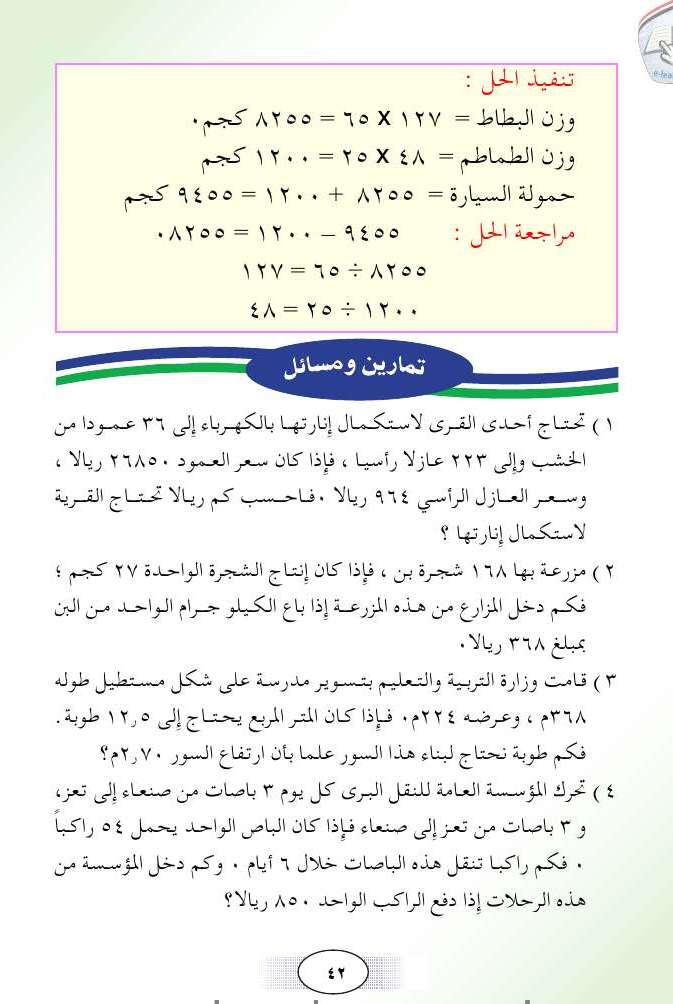 e-lea
تنفيذ الحل :
وزن البطاط = ١٢٧ X ٦٥ = ٨٢٥٥ كجم٠
وزن الطماطم = ٤٨ X ٢٥ = ١٢٠٠ كجم
حمولة السيارة = ٨٢٥٥ + ١٢٠٠ = ٩٤٥٥ كجم
مراجعة الحل : ٩٤٥٥ – ١٢٠٠ = ٨٢٥٥٠
٨٢٥٥ ÷ ٦٥ = ١٢٧
١٢٠٠ ÷ ٢٥ = ٤٨
تمارين ومسائل
١ ) تحتاج أحدى القرى لاستكمال إنارتها بالكهرباء إلى ٣٦ عمودا من
الخشب وإلى ٢٢٣ عازلا رأسيا ، فإذا كان سعر العمود ٢٦٨٥٠ ريالا ،
وسعر العازل الرأسي ٩٦٤ ريالا ٠فاحسب كم ريالا تحتاج القرية
لاستكمال إنارتها ؟
٢ ) مزرعة بها ١٦٨ شجرة بن ، فإذا كان إنتاج الشجرة الواحدة ٢٧ كجم ؛
فكم دخل المزارع من هذه المزرعة إذا باع الكيلو جرام الواحد من البن
بمبلغ ٣٦٨ ريالا٠
٣ ) قامت وزارة التربية والتعليم بتسوير مدرسة على شكل مستطيل طوله
٣٦٨م ، وعرضه ٢٢٤م٠ فإذا كان المتر المربع يحتاج إلى ١٢,٥ طوبة .
فكم طوبة نحتاج لبناء هذا السور علما بأن ارتفاع السور ٢,٧٠م؟
٤ ) تحرك المؤسسة العامة للنقل البرى كل يوم ٣ باصات من صنعاء إلى تعز،
و ٣ باصات من تعز إلى صنعاء فإذا كان الباص الواحد يحمل ٥٤ راكباً
٠ فكم راكبا تنقل هذه الباصات خلال ٦ أيام ٠ وكم دخل المؤسسة من
هذه الرحلات إذا دفع الراكب الواحد ٨٥٠ ريالا؟
٤٢